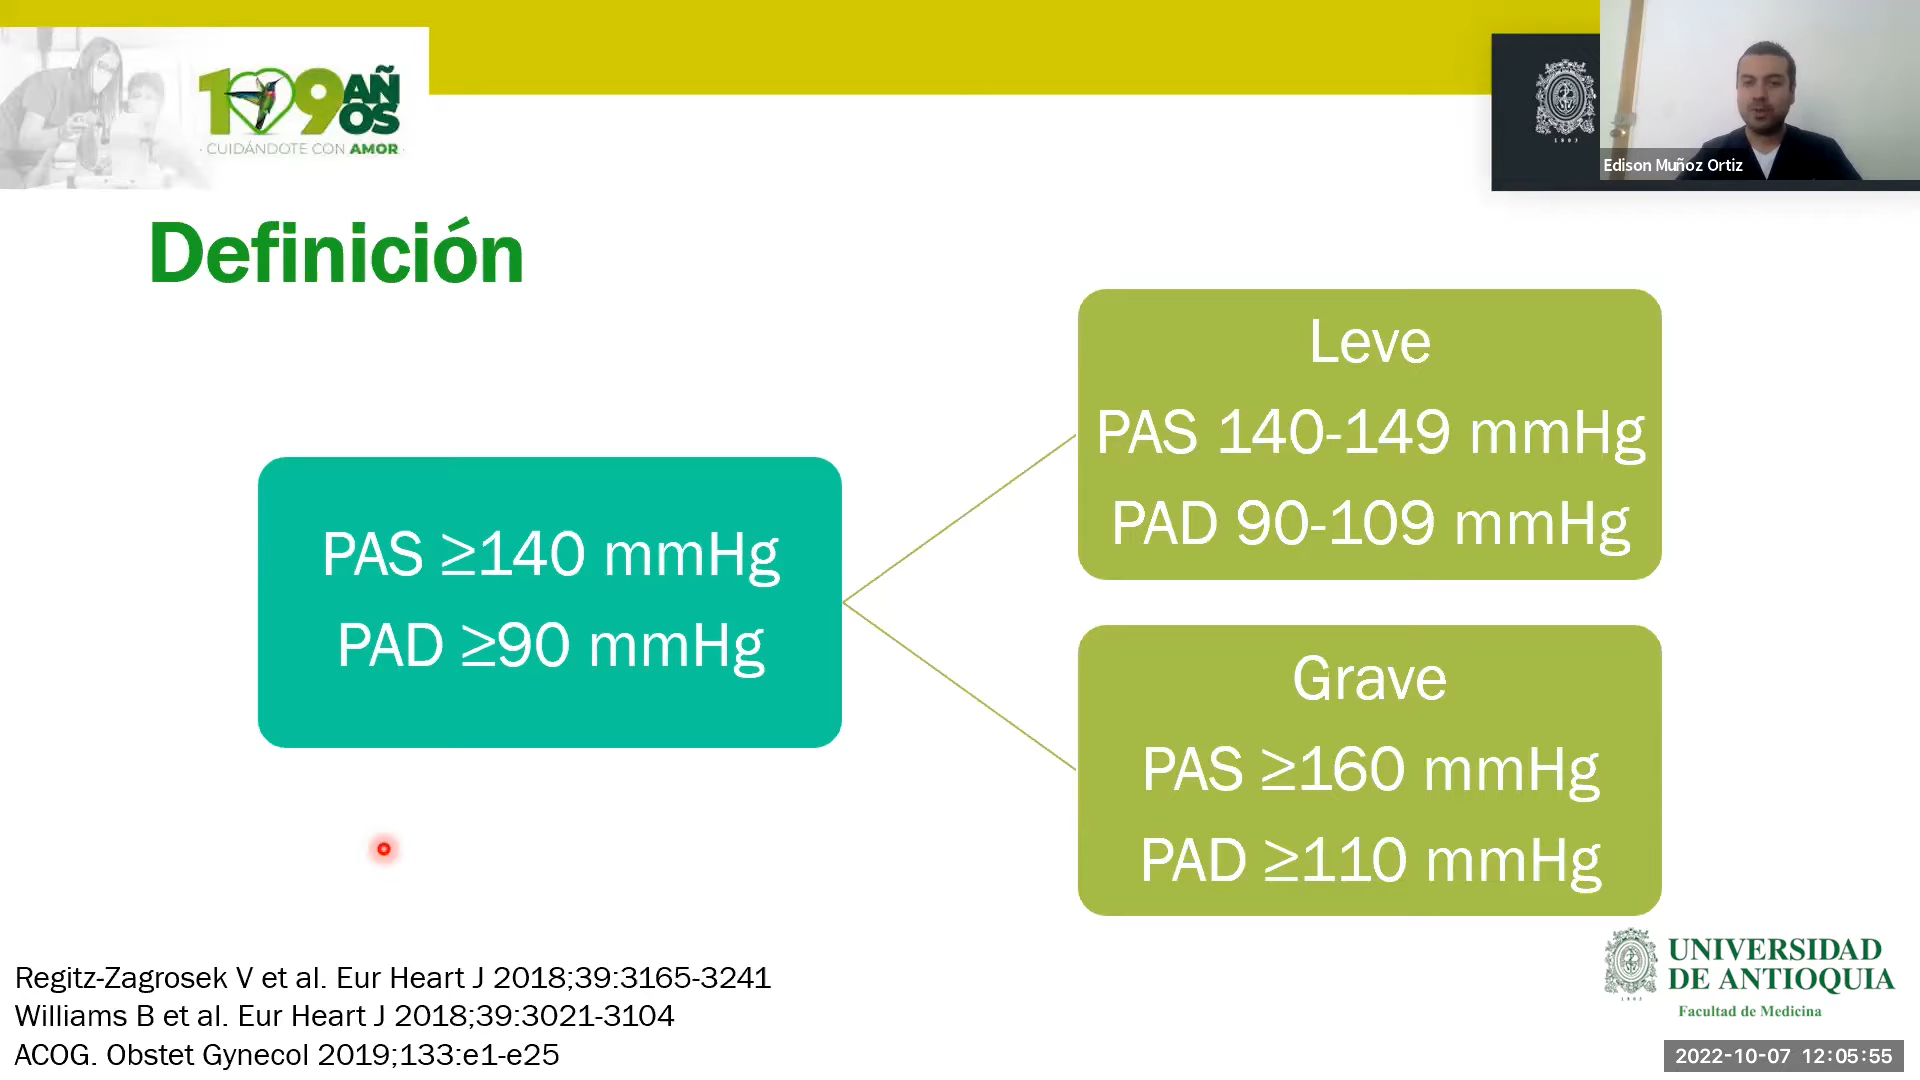 109 AÑOS
· CUIDÁNDOTE CON AMOR ·
1803
Edison Muñoz Ortiz
Definición
PAS ≥140 mmHg
PAD ≥90 mmHg
Leve
PAS 140-149 mmHg
PAD 90-109 mmHg
Grave
PAS ≥160 mmHg
PAD ≥110 mmHg
Regitz-Zagrosek V et al. Eur Heart J 2018;39:3165-3241
Williams B et al. Eur Heart J 2018;39:3021-3104
ACOG. Obstet Gynecol 2019;133:e1-e25
1803
UNIVERSIDAD
DE ANTIOQUIA
Facultad de Medicina
2022-10-07 12:05:55